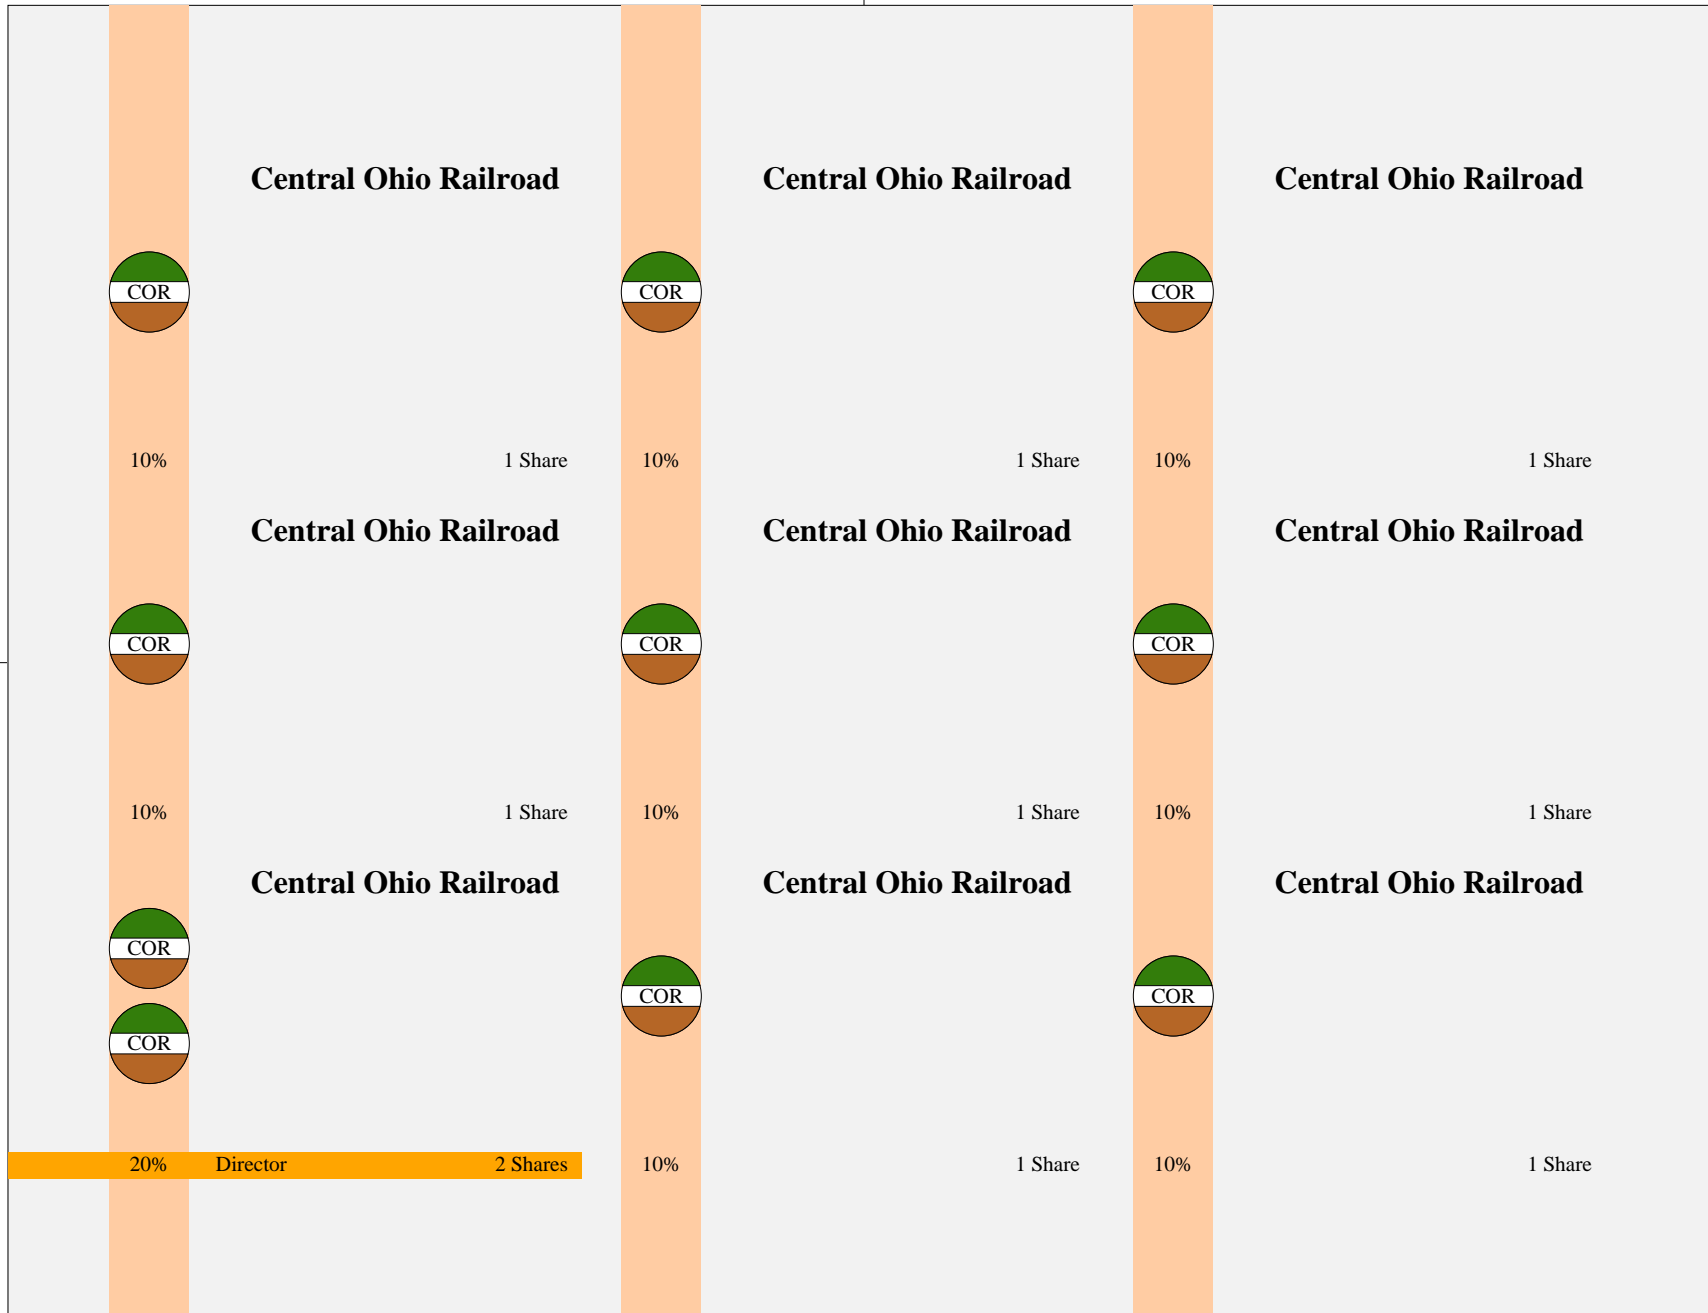 Central Ohio Railroad Central Ohio Railroad Central Ohio Railroad
COR COR COR
10% 1 Share 10% 1 Share 10% 1 Share
Central Ohio Railroad Central Ohio Railroad Central Ohio Railroad
COR COR COR
10% 1 Share 10% 1 Share 10% 1 Share
Central Ohio Railroad Central Ohio Railroad Central Ohio Railroad
COR
COR COR
COR
20% Director 2 Shares 10% 1 Share 10% 1 Share